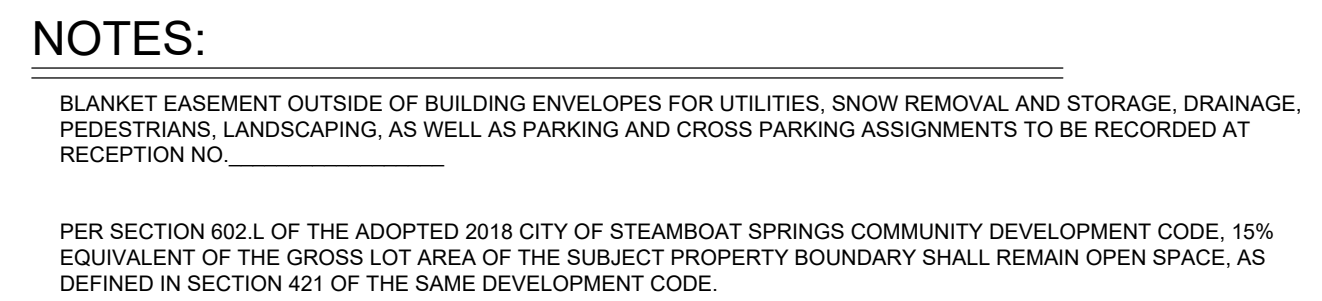 NOTES:
BLANKET EASEMENT OUTSIDE OF BUILDING ENVELOPES FOR UTILITIES, SNOW REMOVAL AND STORAGE, DRAINAGE,
PEDESTRIANS, LANDSCAPING, AS WELL AS PARKING AND CROSS PARKING ASSIGNMENTS TO BE RECORDED AT
RECEPTION NO.__________________
PER SECTION 602.L OF THE ADOPTED 2018 CITY OF STEAMBOAT SPRINGS COMMUNITY DEVELOPMENT CODE, 15%
EQUIVALENT OF THE GROSS LOT AREA OF THE SUBJECT PROPERTY BOUNDARY SHALL REMAIN OPEN SPACE, AS
DEFINED IN SECTION 421 OF THE SAME DEVELOPMENT CODE.